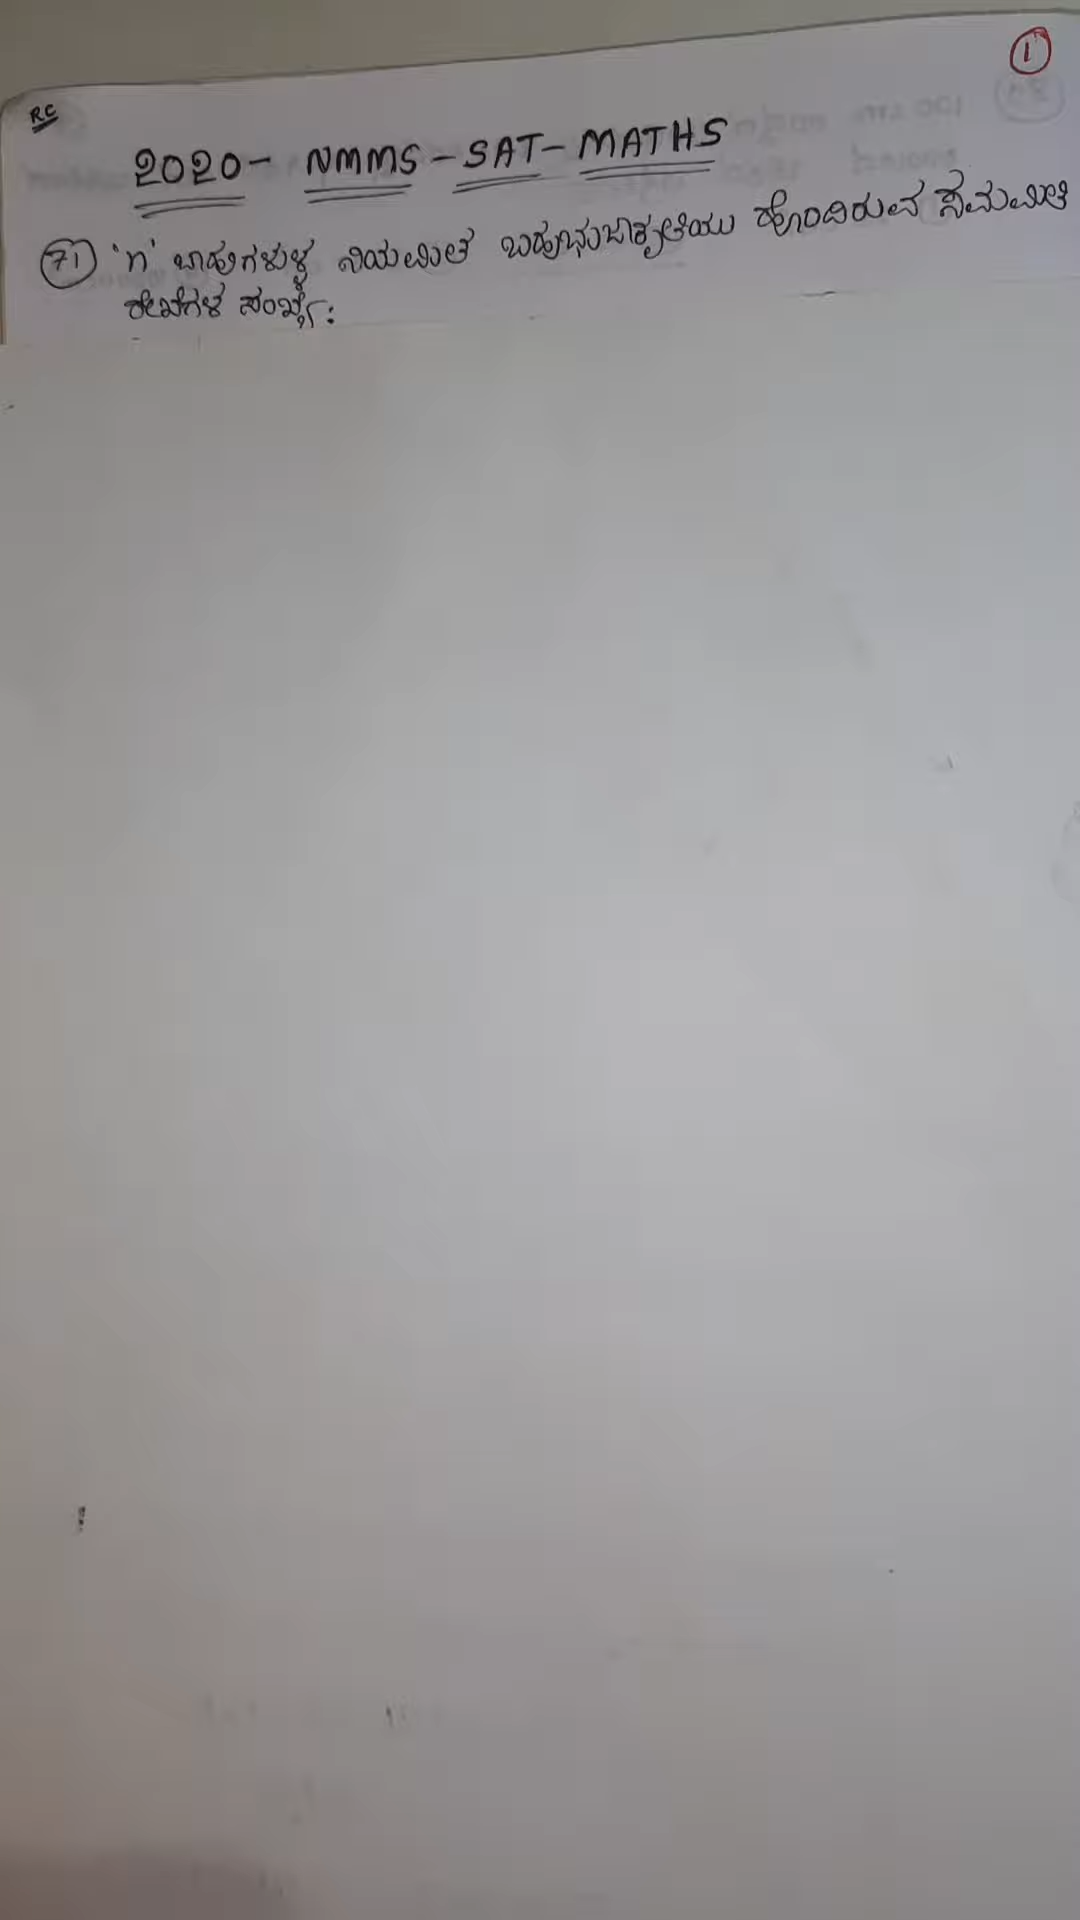 1
RC
2020 - NMMS - SAT - MATHS
71 'n' ಬಾಹುಗಳುಳ್ಳ ನಿಯಮಿತ ಬಹುಭುಜಾಕೃತಿಯು ಹೊಂದಿರುವ ಸಮಮಿತಿ
ರೇಖೆಗಳ ಸಂಖ್ಯೆ: